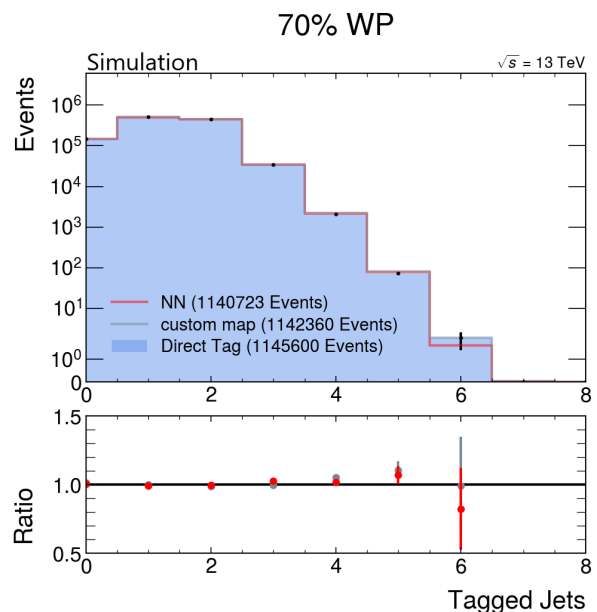 70% WP
Simulation
√s = 13 TeV
Events
10⁶
10⁵
10⁴
10³
10²
10¹
10⁰
0
NN (1140723 Events)
custom map (1142360 Events)
Direct Tag (1145600 Events)
0 2 4 6 8
Ratio
1.5
1.0
0.5
0 2 4 6 8
Tagged Jets